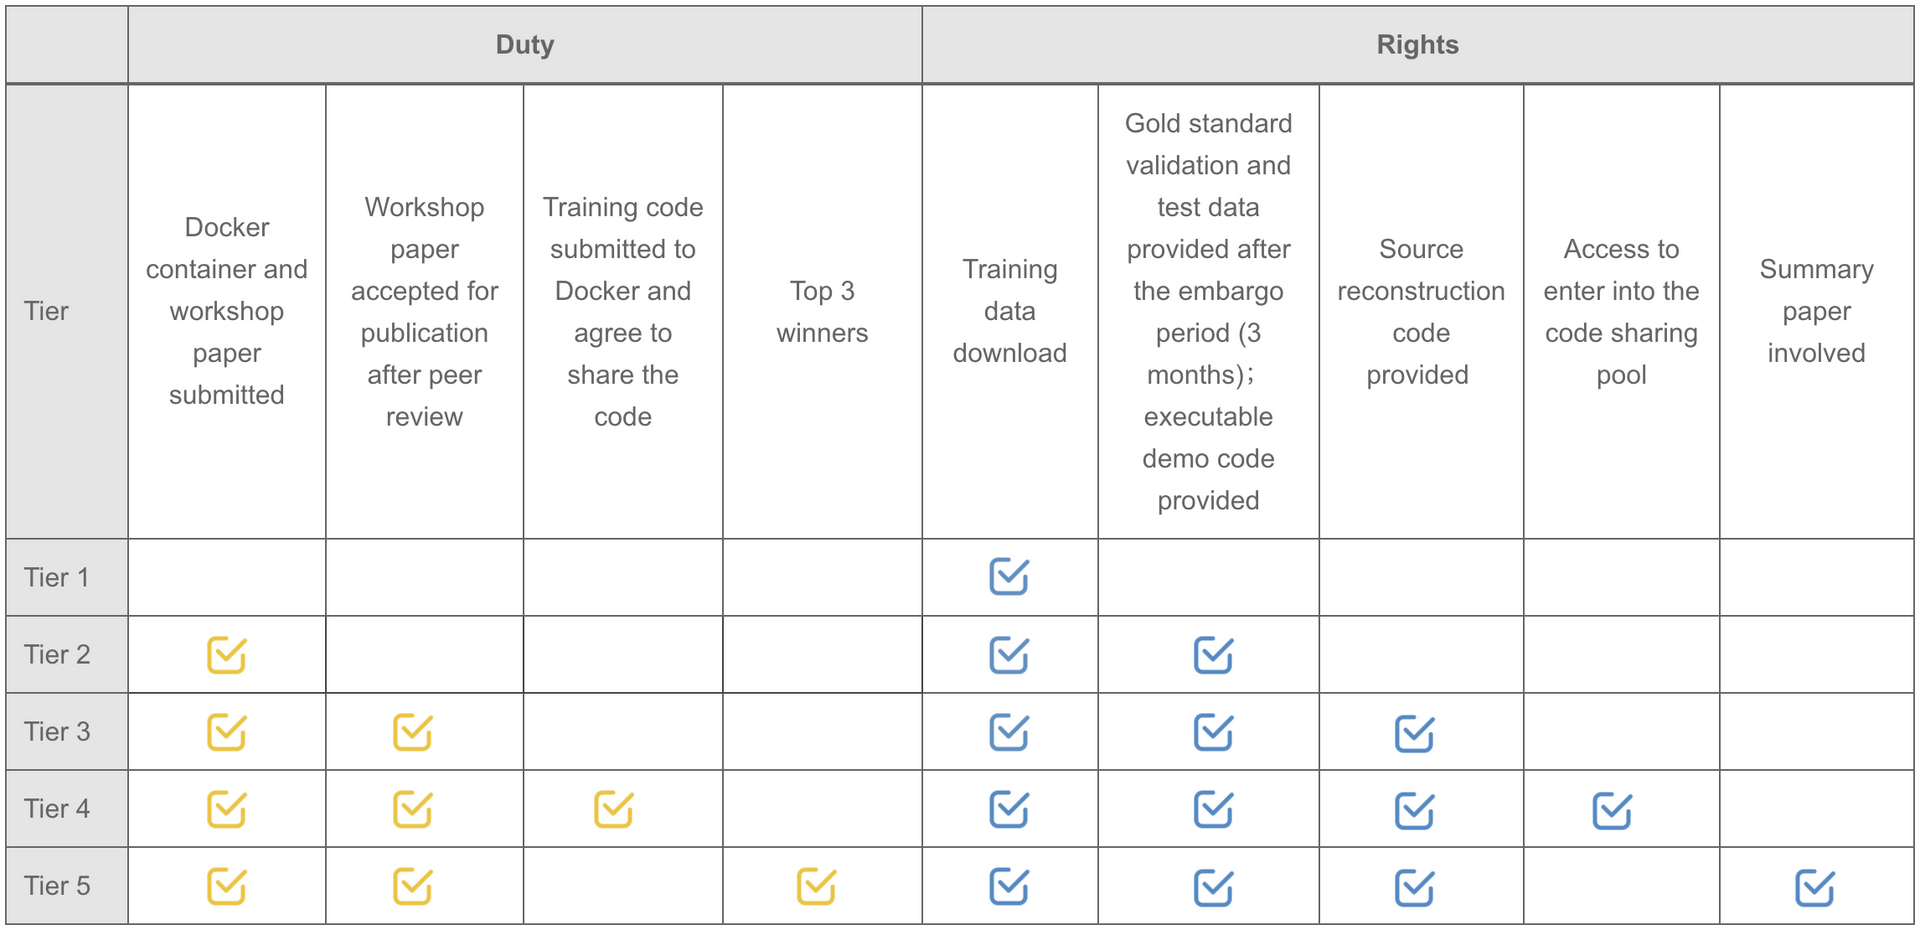 Duty
Rights
Tier
Docker
container and
workshop
paper
submitted
Workshop
paper
accepted for
publication
after peer
review
Training code
submitted to
Docker and
agree to
share the
code
Top 3
winners
Training
data
download
Gold standard
validation and
test data
provided after
the embargo
period (3
months)；
executable
demo code
provided
Source
reconstruction
code
provided
Access to
enter into the
code sharing
pool
Summary
paper
involved
Tier 1
Tier 2
Tier 3
Tier 4
Tier 5